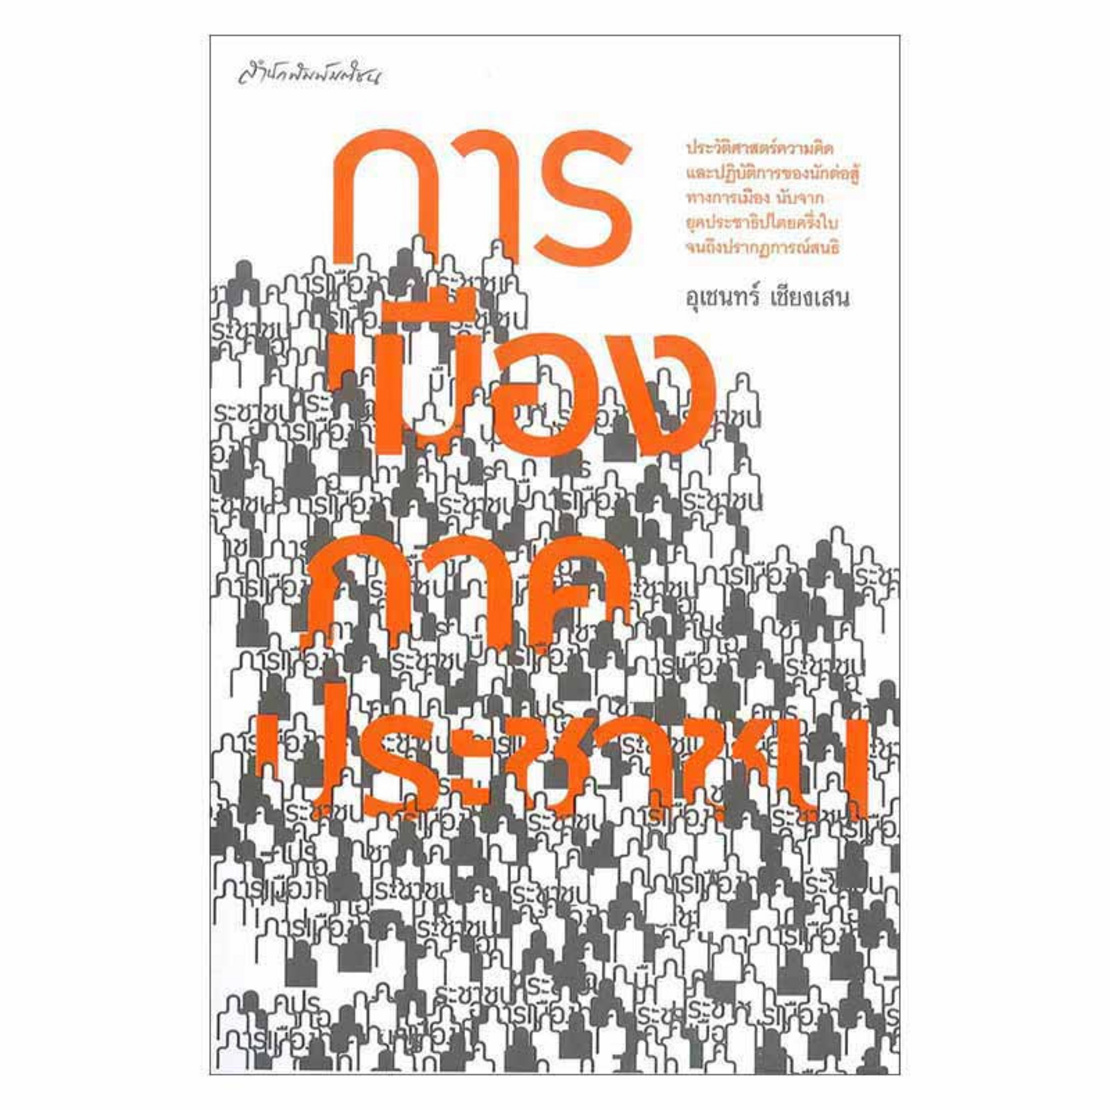 สำนักพิมพ์มติชน
การ
เมือง
ภาค
ประชาชน
ประวัติศาสตร์ความคิด
และปฏิบัติการของนักต่อสู้
ทางการเมือง นับจาก
ยุคประชาธิปไตยครึ่งใบ
จนถึงปรากฏการณ์สนธิ
อุเชนทร์ เชียงเสน